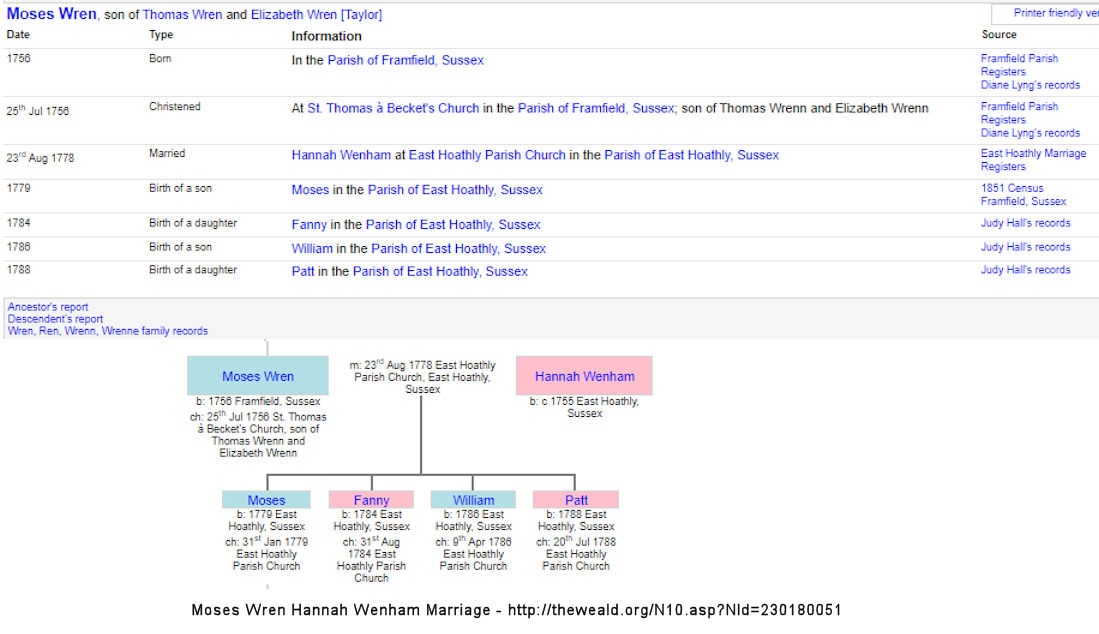 Moses Wren, son of Thomas Wren and Elizabeth Wren [Taylor]
Printer friendly ver
Date Type Information Source
1756 Born In the Parish of Framfield, Sussex Framfield Parish
Registers
Diane Lyng's records
25th Jul 1756 Christened At St. Thomas à Becket's Church in the Parish of Framfield, Sussex; son of Thomas Wrenn and Elizabeth Wrenn Framfield Parish
Registers
Diane Lyng's records
23rd Aug 1778 Married Hannah Wenham at East Hoathly Parish Church in the Parish of East Hoathly, Sussex East Hoathly Marriage
Registers
1779 Birth of a son Moses in the Parish of East Hoathly, Sussex 1851 Census
Framfield, Sussex
1784 Birth of a daughter Fanny in the Parish of East Hoathly, Sussex Judy Hall's records
1786 Birth of a son William in the Parish of East Hoathly, Sussex Judy Hall's records
1788 Birth of a daughter Patt in the Parish of East Hoathly, Sussex Judy Hall's records
Ancestor's report
Descendent's report
Wren, Ren, Wrenn, Wrenne family records
Moses Wren
b: 1756 Framfield, Sussex
ch: 25th Jul 1756 St. Thomas
à Becket's Church, son of
Thomas Wrenn and
Elizabeth Wrenn
m: 23rd Aug 1778 East Hoathly
Parish Church, East Hoathly,
Sussex
Hannah Wenham
b: c 1755 East Hoathly,
Sussex
Moses
b: 1779 East
Hoathly, Sussex
ch: 31st Jan 1779
East Hoathly
Parish Church
Fanny
b: 1784 East
Hoathly, Sussex
ch: 31st Aug
1784 East
Hoathly Parish
Church
William
b: 1786 East
Hoathly, Sussex
ch: 9th Apr 1786
East Hoathly
Parish Church
Patt
b: 1788 East
Hoathly, Sussex
ch: 20th Jul 1788
East Hoathly
Parish Church
Moses Wren Hannah Wenham Marriage - http://theweald.org/N10.asp?NId=230180051